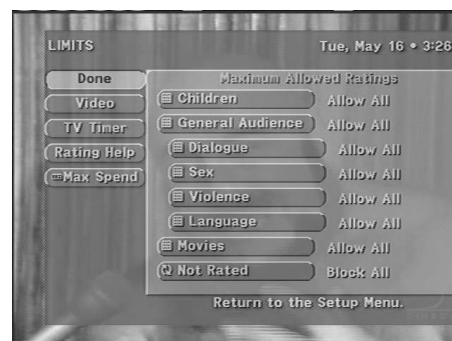 LIMITS
Tue, May 16 • 3:26
Done
Maximum Allowed Ratings
Video
Children
Allow All
TV Timer
General Audience
Allow All
Rating Help
Dialogue
Allow All
Max Spend
Sex
Allow All
Violence
Allow All
Language
Allow All
Movies
Allow All
Not Rated
Block All
Return to the Setup Menu.